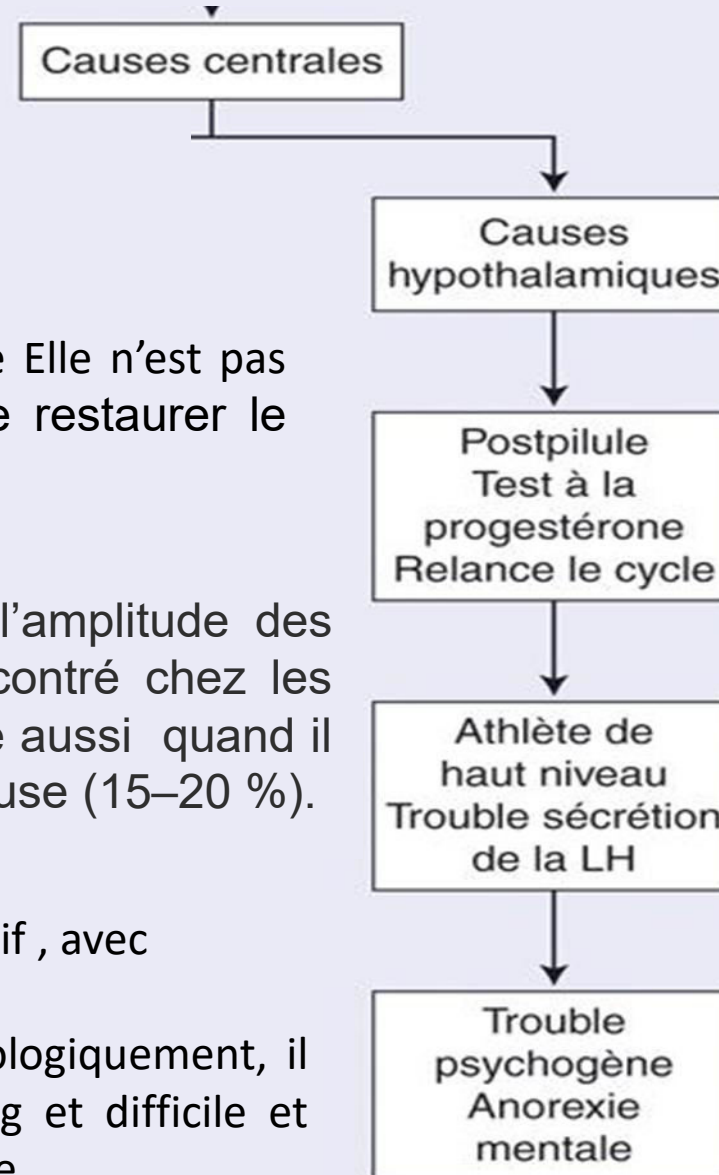 Causes centrales
Causes
hypothalamiques
e Elle n’est pas
e restaurer le
Postpilule
Test à la
progestérone
Relance le cycle
l’amplitude des
contré chez les
e aussi quand il
use (15–20 %).
Athlète de
haut niveau
Trouble sécrétion
de la LH
if , avec
ologiquement, il
g et difficile et
e
Trouble
psychogène
Anorexie
mentale